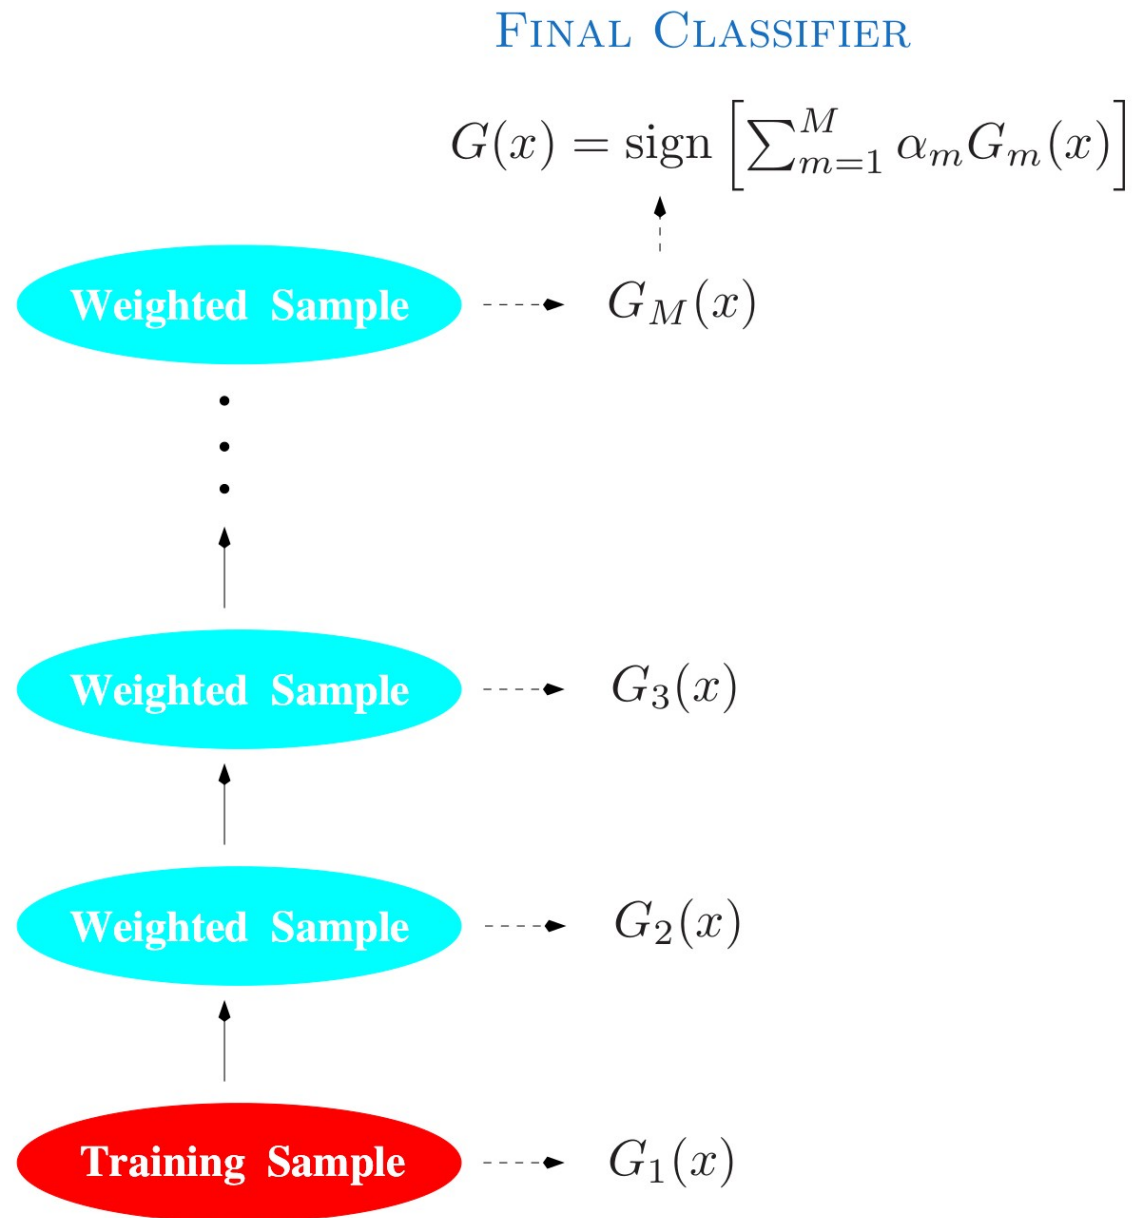 FINAL CLASSIFIER
G(x) = sign [∑_{m=1}^{M} α_m G_m(x)]
Weighted Sample
G_M(x)
Weighted Sample
G_3(x)
Weighted Sample
G_2(x)
Training Sample
G_1(x)